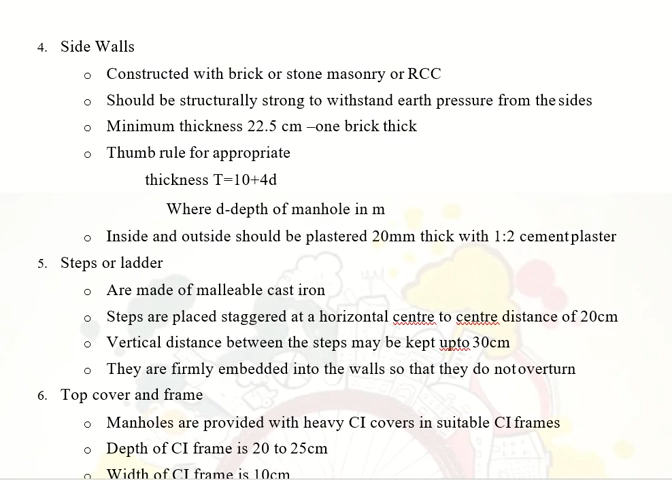 4. Side Walls
o Constructed with brick or stone masonry or RCC
o Should be structurally strong to withstand earth pressure from the sides
o Minimum thickness 22.5 cm –one brick thick
o Thumb rule for appropriate
thickness T=10+4d
Where d-depth of manhole in m
o Inside and outside should be plastered 20mm thick with 1:2 cement plaster
5. Steps or ladder
o Are made of malleable cast iron
o Steps are placed staggered at a horizontal centre to centre distance of 20cm
o Vertical distance between the steps may be kept upto 30cm
o They are firmly embedded into the walls so that they do not overturn
6. Top cover and frame
o Manholes are provided with heavy CI covers in suitable CI frames
o Depth of CI frame is 20 to 25cm
o Width of CI frame is 10cm